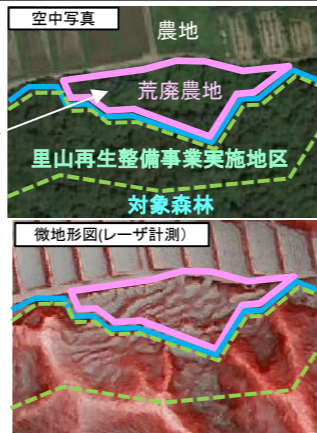 空中写真
農地
荒廃農地
里山再生整備事業実施地区
対象森林
微地形図(レーザ計測)